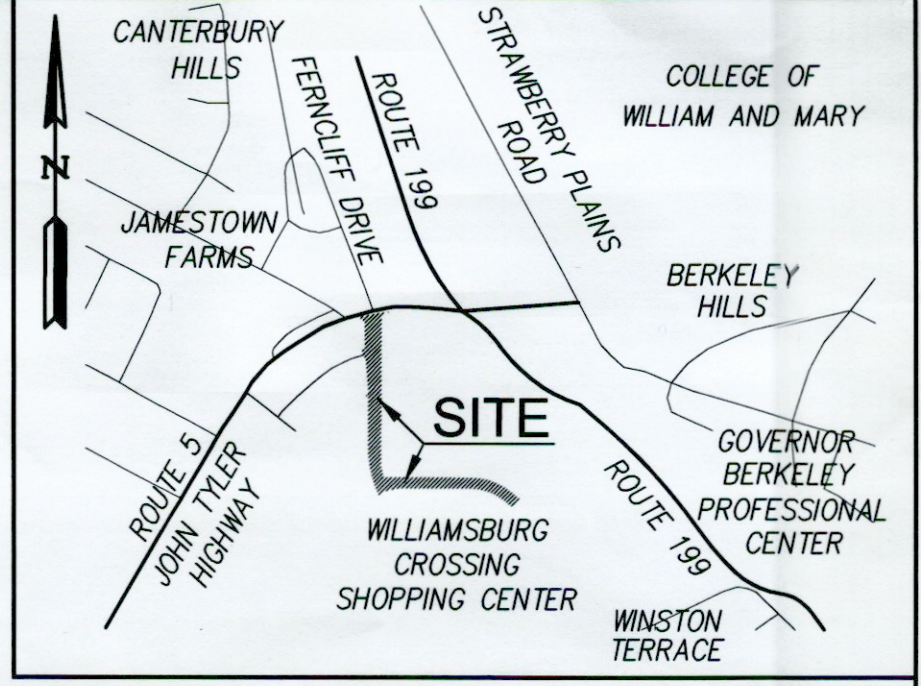 CANTERBURY
HILLS
FERNCLIFF DRIVE
ROUTE 199
STRAWBERRY PLAINS
ROAD
COLLEGE OF
WILLIAM AND MARY
N
JAMESTOWN
FARMS
BERKELEY
HILLS
SITE
ROUTE 5
JOHN TYLER
HIGHWAY
WILLIAMSBURG
CROSSING
SHOPPING CENTER
ROUTE 199
GOVERNOR
BERKELEY
PROFESSIONAL
CENTER
WINSTON
TERRACE